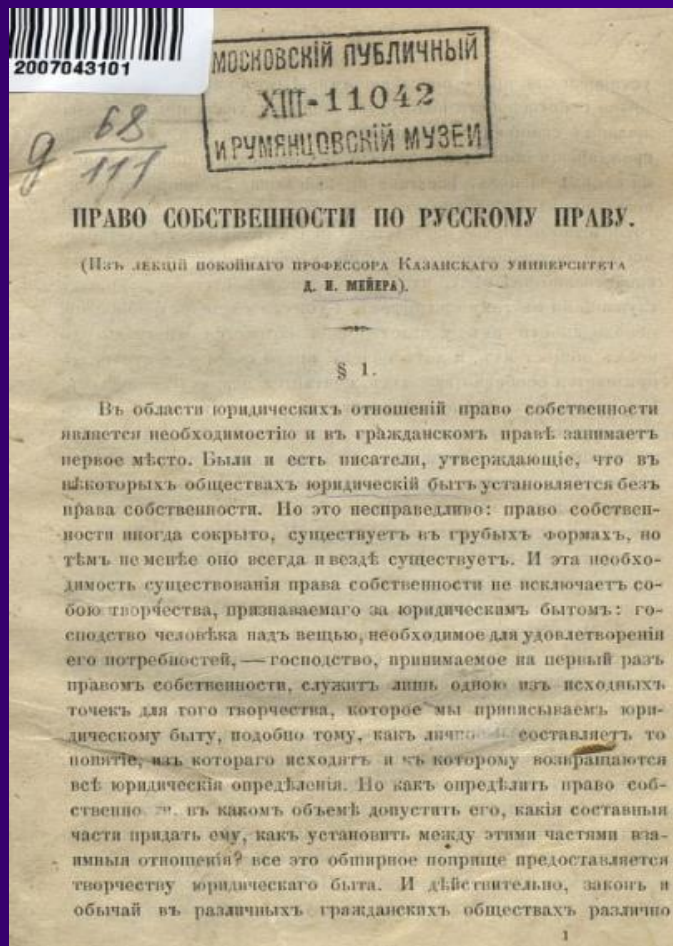 2007043101
МОСКОВСКІЙ ПУБЛИЧНЫЙ
XIII-11042
И РУМЯНЦОВСКІЙ МУЗЕИ
68
111
ПРАВО СОБСТВЕННОСТИ ПО РУССКОМУ ПРАВУ.
(Изъ лекцій покойнаго профессора Казанскаго университета
Д. И. МЕЙЕРА).
§ 1.
Въ области юридическихъ отношеній право собственности
является необходимостію и въ гражданскомъ правѣ занимаетъ
первое мѣсто. Были и есть писатели, утверждающіе, что въ
нѣкоторыхъ обществахъ юридическій бытъ установляется безъ
права собственности. Но это несправедливо: право собствен-
ности иногда сокрыто, существуетъ въ грубыхъ формахъ, но
тѣмъ не менѣе оно всегда и вездѣ существуетъ. И эта необхо-
димость существованія права собственности не исключаетъ со-
бою творчества, признаваемаго за юридическимъ бытомъ: го-
сподство человѣка надъ вещью, необходимое для удовлетворенія
его потребностей, — господство, принимаемое на первый разъ
правомъ собственности, служитъ лишь одною изъ исходныхъ
точекъ для того творчества, которое мы приписываемъ юри-
дическому быту, подобно тому, какъ составляетъ то
понятіе, изъ котораго исходятъ и къ которому возвращаются
всѣ юридическія опредѣленія. Но какъ опредѣлить право соб-
ственно въ какомъ объемѣ допустить его, какія составныя
части придать ему, какъ установить между этими частями вза-
имныя отношенія? все это обширное поприще предоставляется
творчеству юридическаго быта. И дѣйствительно, законъ и
обычай въ различныхъ гражданскихъ обществахъ различно
1